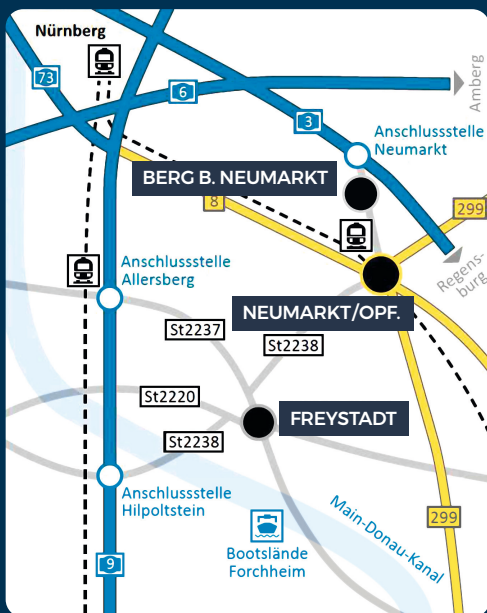 Nürnberg
73
6
Amberg
3
Anschlussstelle
Neumarkt
BERG B. NEUMARKT
8
299
Regens-
burg
Anschlussstelle
Allersberg
NEUMARKT/OPF.
St2237
St2238
St2220
FREYSTADT
St2238
Anschlussstelle
Hilpoltstein
Main-Donau-Kanal
299
Bootslände
Forchheim
9